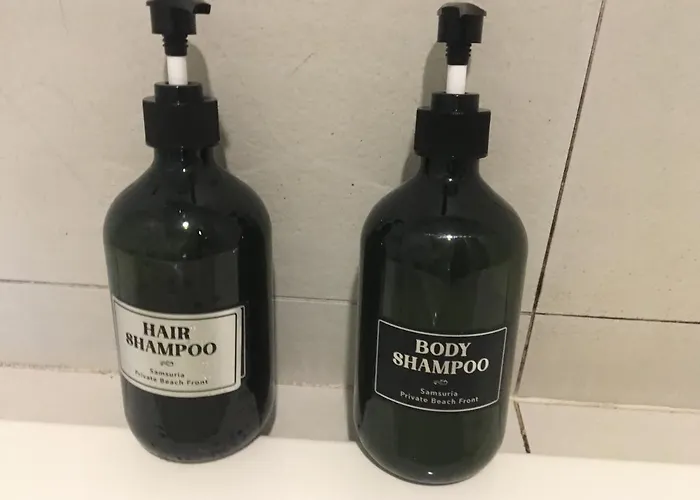 HAIR
SHAMPOO
Samsuria
Private Beach Front
BODY
SHAMPOO
Samsuria
Private Beach Front